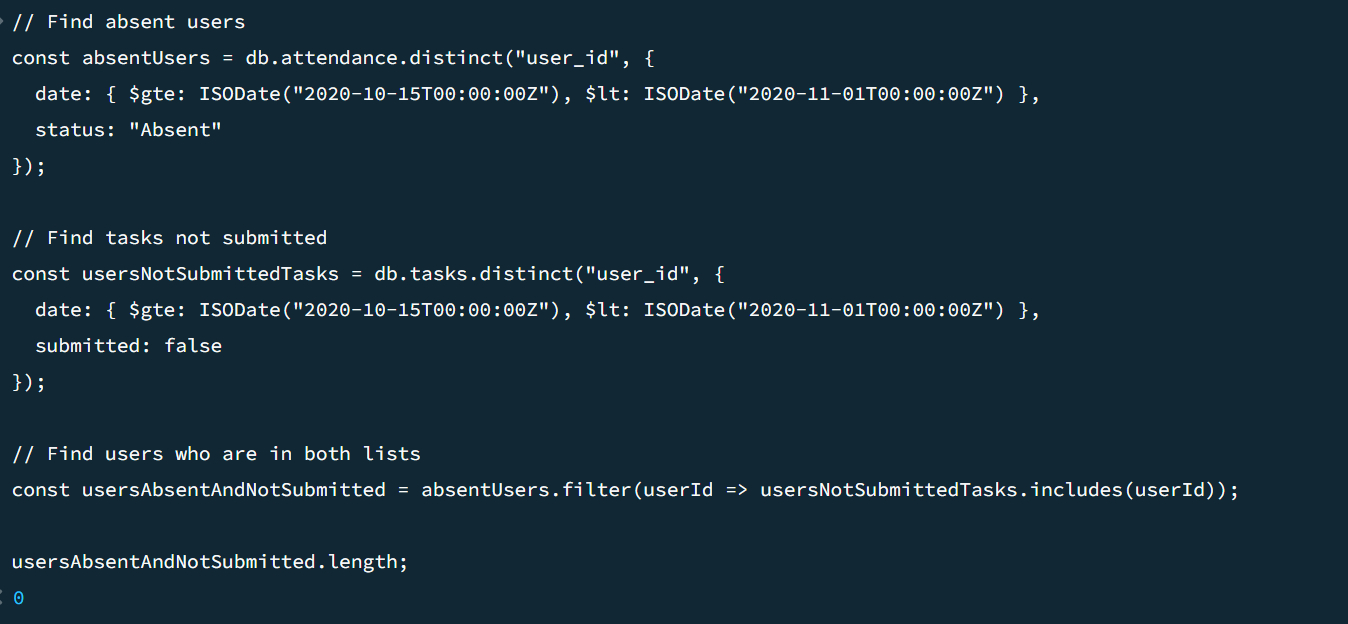 // Find absent users
const absentUsers = db.attendance.distinct("user_id", {
  date: { $gte: ISODate("2020-10-15T00:00:00Z"), $lt: ISODate("2020-11-01T00:00:00Z") },
  status: "Absent"
});

// Find tasks not submitted
const usersNotSubmittedTasks = db.tasks.distinct("user_id", {
  date: { $gte: ISODate("2020-10-15T00:00:00Z"), $lt: ISODate("2020-11-01T00:00:00Z") },
  submitted: false
});

// Find users who are in both lists
const usersAbsentAndNotSubmitted = absentUsers.filter(userId => usersNotSubmittedTasks.includes(userId));

usersAbsentAndNotSubmitted.length;
0